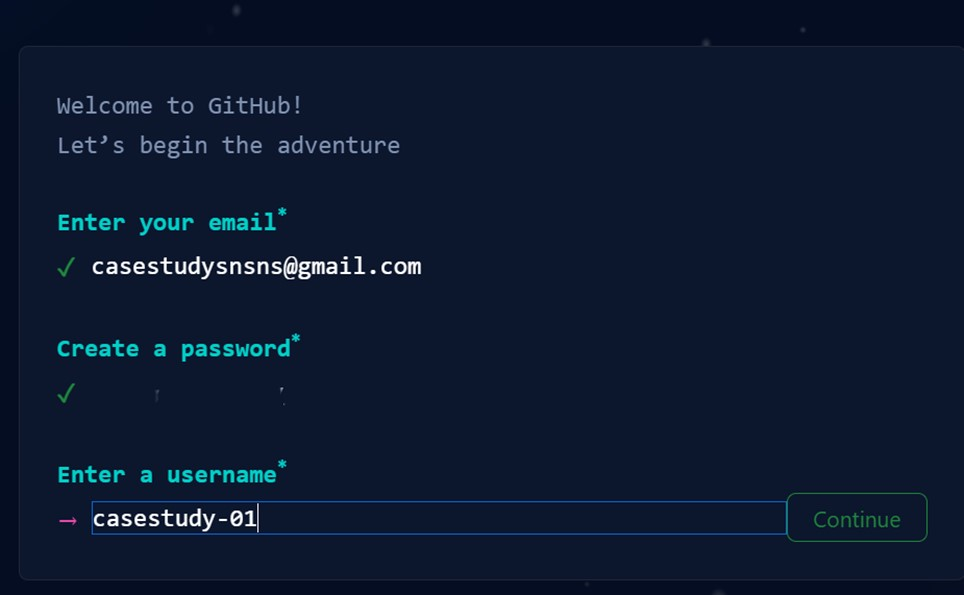 Welcome to GitHub!
Let’s begin the adventure
Enter your email*
✓ casestudysnsns@gmail.com
Create a password*
✓
Enter a username*
→ casestudy-01
Continue